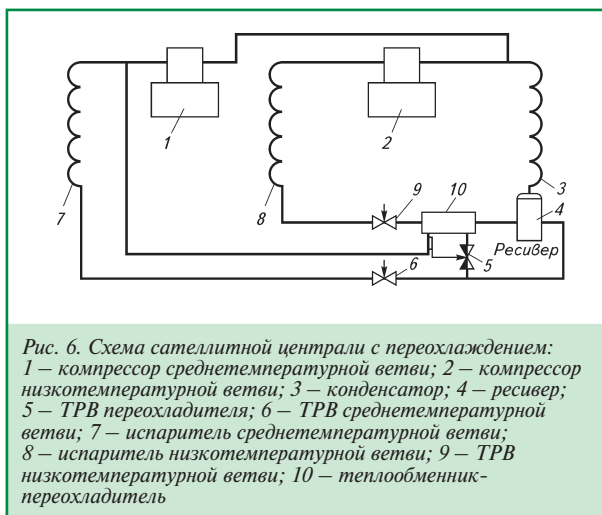 1
2
3
4
Ресивер
5
6
7
8
9
10
Рис. 6. Схема сателлитной централи с переохлаждением:
1 – компрессор среднетемпературной ветви; 2 – компрессор
низкотемпературной ветви; 3 – конденсатор; 4 – ресивер;
5 – ТРВ переохладителя; 6 – ТРВ среднетемпературной
ветви; 7 – испаритель среднетемпературной ветви;
8 – испаритель низкотемпературной ветви; 9 – ТРВ
низкотемпературной ветви; 10 – теплообменник-
переохладитель